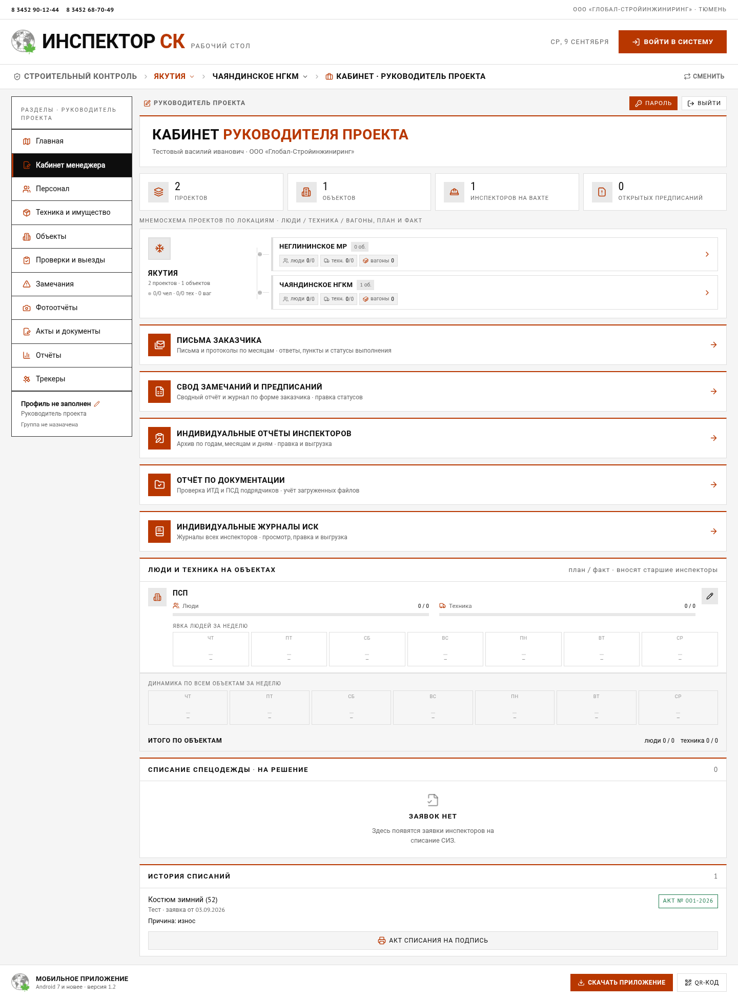 8 3452 90-12-44 8 3452 68-70-49
ООО «ГЛОБАЛ-СТРОЙИНЖИНИРИНГ» · ТЮМЕНЬ
ИНСПЕКТОР СК РАБОЧИЙ СТОЛ
СР, 9 СЕНТЯБРЯ
ВОЙТИ В СИСТЕМУ
СТРОИТЕЛЬНЫЙ КОНТРОЛЬ ЯКУТИЯ ЧАЯНДИНСКОЕ НГКМ КАБИНЕТ · РУКОВОДИТЕЛЬ ПРОЕКТА
СМЕНИТЬ
РАЗДЕЛЫ · РУКОВОДИТЕЛЬ
ПРОЕКТА
Главная
Кабинет менеджера
Персонал
Техника и имущество
Объекты
Проверки и выезды
Замечания
Фотоотчёты
Акты и документы
Отчёты
Трекеры
Профиль не заполнен
Руководитель проекта
Группа не назначена
РУКОВОДИТЕЛЬ ПРОЕКТА
ПАРОЛЬ
ВЫЙТИ
КАБИНЕТ РУКОВОДИТЕЛЯ ПРОЕКТА
Тестовый василий иванович · ООО «Глобал-Стройинжиниринг»
2
ПРОЕКТОВ
1
ОБЪЕКТОВ
1
ИНСПЕКТОРОВ НА ВАХТЕ
0
ОТКРЫТЫХ ПРЕДПИСАНИЙ
МНЕМОСХЕМА ПРОЕКТОВ ПО ЛОКАЦИЯМ · ЛЮДИ / ТЕХНИКА / ВАГОНЫ, ПЛАН И ФАКТ
ЯКУТИЯ
2 проектов · 1 объектов
0/0 чел · 0/0 тех · 0 ваг
НЕГЛИНИНСКОЕ МР 0 об.
люди 0/0 техн. 0/0 вагоны 0
ЧАЯНДИНСКОЕ НГКМ 1 об.
люди 0/0 техн. 0/0 вагоны 0
ПИСЬМА ЗАКАЗЧИКА
Письма и протоколы по месяцам · ответы, пункты и статусы выполнения
СВОД ЗАМЕЧАНИЙ И ПРЕДПИСАНИЙ
Сводный отчёт и журнал по форме заказчика · правка статусов
ИНДИВИДУАЛЬНЫЕ ОТЧЁТЫ ИНСПЕКТОРОВ
Архив по годам, месяцам и дням · правка и выгрузка
ОТЧЁТ ПО ДОКУМЕНТАЦИИ
Проверка ИТД и ПСД подрядчиков · учёт загруженных файлов
ИНДИВИДУАЛЬНЫЕ ЖУРНАЛЫ ИСК
Журналы всех инспекторов · просмотр, правка и выгрузка
ЛЮДИ И ТЕХНИКА НА ОБЪЕКТАХ
план / факт · вносят старшие инспекторы
ПСП
Люди 0 / 0 Техника 0 / 0
ЯВКА ЛЮДЕЙ ЗА НЕДЕЛЮ
ЧТ ПТ СБ ВС ПН ВТ СР
– – – – – – –
ДИНАМИКА ПО ВСЕМ ОБЪЕКТАМ ЗА НЕДЕЛЮ
ЧТ ПТ СБ ВС ПН ВТ СР
– – – – – – –
ИТОГО ПО ОБЪЕКТАМ
люди 0 / 0 техника 0 / 0
СПИСАНИЕ СПЕЦОДЕЖДЫ · НА РЕШЕНИЕ
0
ЗАЯВОК НЕТ
Здесь появятся заявки инспекторов на
списание СИЗ.
ИСТОРИЯ СПИСАНИЙ
1
Костюм зимний (52)
АКТ № 001-2026
Тест · заявка от 03.09.2026
Причина: износ
АКТ СПИСАНИЯ НА ПОДПИСЬ
МОБИЛЬНОЕ ПРИЛОЖЕНИЕ
Android 7 и новее · версия 1.2
СКАЧАТЬ ПРИЛОЖЕНИЕ
QR-КОД